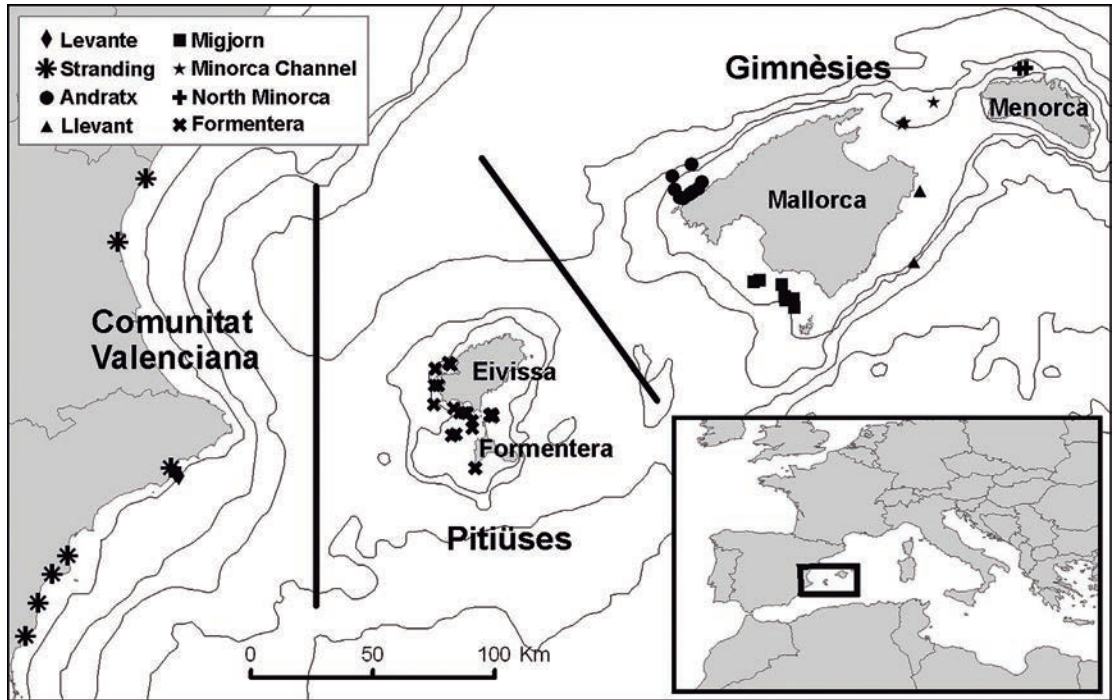 Levante
Stranding
Andratx
Llevant
Migjorn
Minorca Channel
North Minorca
Formentera
Gimnèsies
Menorca
Mallorca
Comunitat
Valenciana
Eivissa
Formentera
Pitiüses
0 50 100 Km